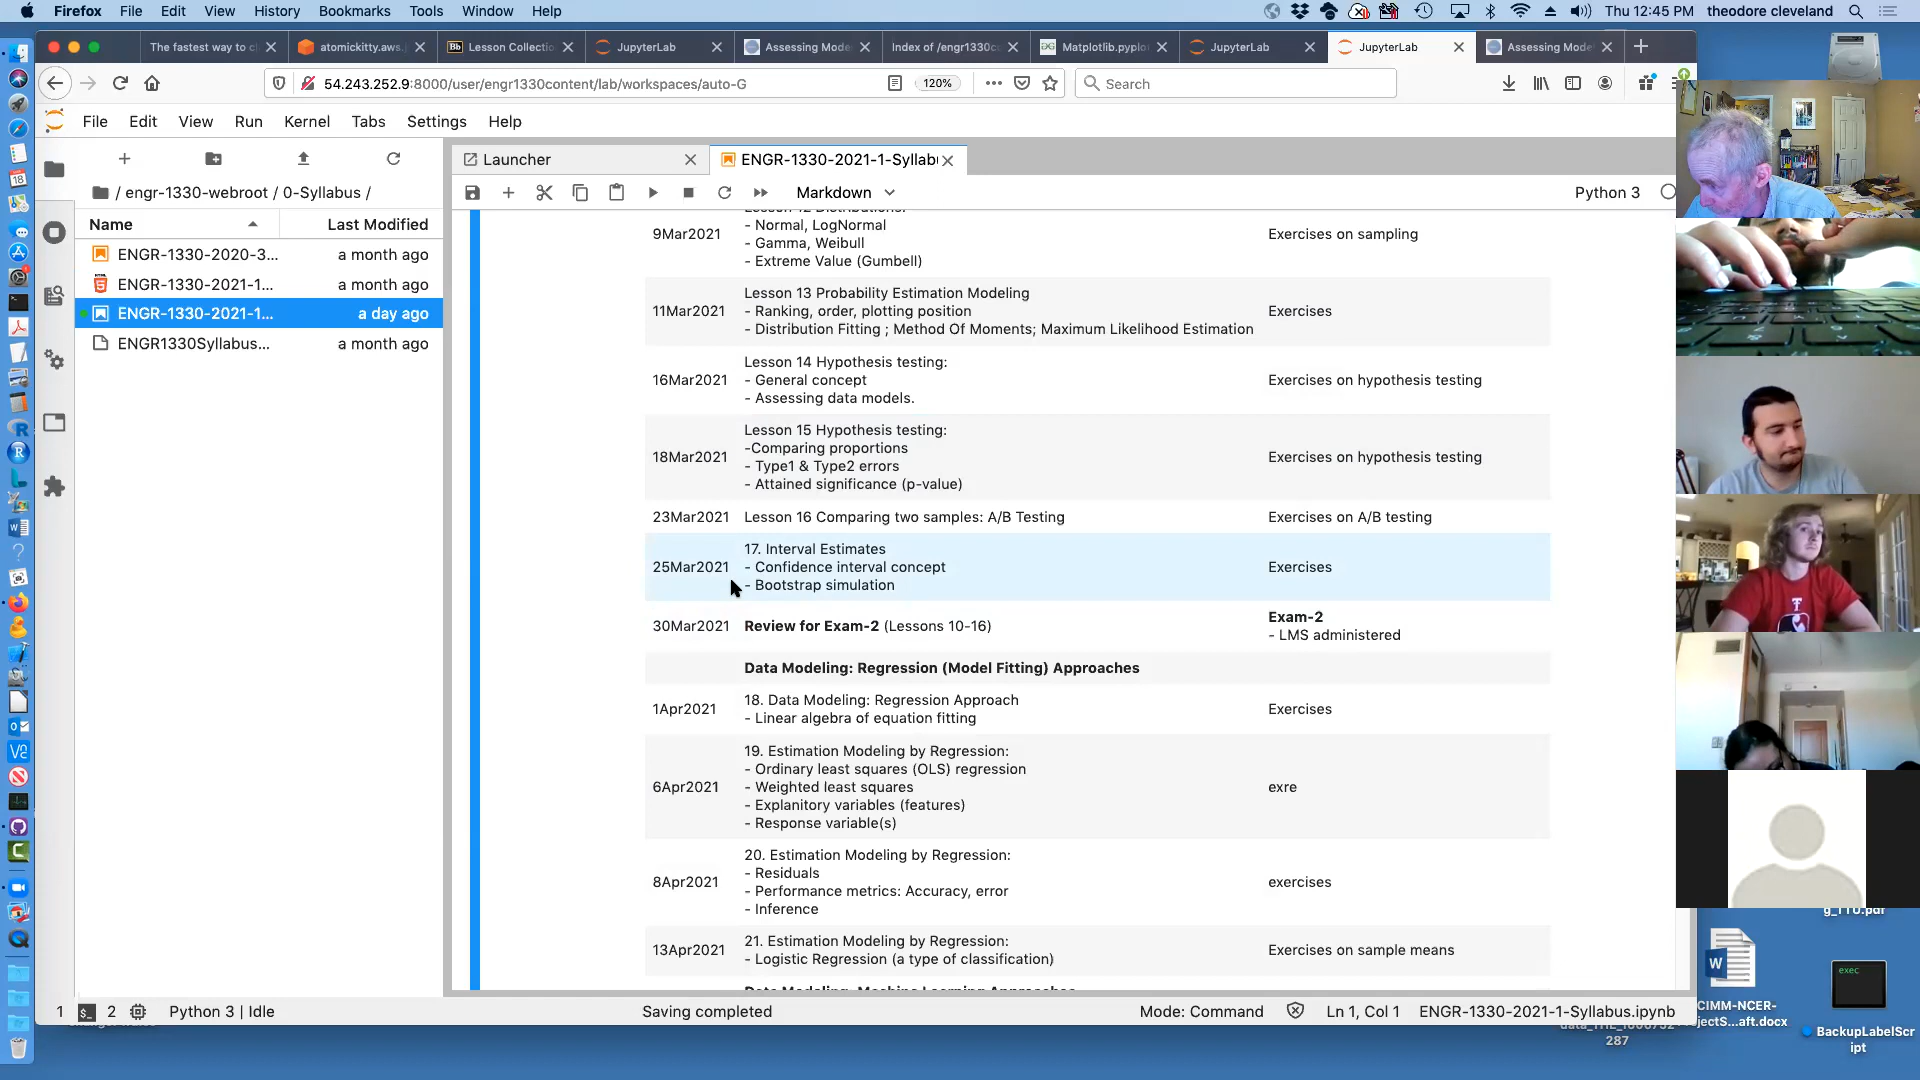 Firefox File Edit View History Bookmarks Tools Window Help
Thu 12:45 PM theodore cleveland
The fastest way to c
atomickitty.aws.
Lesson Collectio
JupyterLab
Assessing Mode
Index of /engr1330c
Matplotlib.pyplo
JupyterLab
JupyterLab
Assessing Mode
54.243.252.9:8000/user/engr1330content/lab/workspaces/auto-G
120%
Search
File Edit View Run Kernel Tabs Settings Help
/ engr-1330-webroot / 0-Syllabus /
Name Last Modified
ENGR-1330-2020-3... a month ago
ENGR-1330-2021-1... a month ago
ENGR-1330-2021-1... a day ago
ENGR1330Syllabus... a month ago
Launcher
ENGR-1330-2021-1-Syllab
Markdown
Python 3
Lesson 12 Distributions:
9Mar2021 - Normal, LogNormal Exercises on sampling
- Gamma, Weibull
- Extreme Value (Gumbell)
Lesson 13 Probability Estimation Modeling
11Mar2021 - Ranking, order, plotting position Exercises
- Distribution Fitting ; Method Of Moments; Maximum Likelihood Estimation
Lesson 14 Hypothesis testing:
16Mar2021 - General concept Exercises on hypothesis testing
- Assessing data models.
Lesson 15 Hypothesis testing:
-Comparing proportions
18Mar2021 - Type1 & Type2 errors Exercises on hypothesis testing
- Attained significance (p-value)
23Mar2021 Lesson 16 Comparing two samples: A/B Testing Exercises on A/B testing
17. Interval Estimates
25Mar2021 - Confidence interval concept Exercises
- Bootstrap simulation
30Mar2021 Review for Exam-2 (Lessons 10-16) Exam-2
- LMS administered
Data Modeling: Regression (Model Fitting) Approaches
18. Data Modeling: Regression Approach
1Apr2021 - Linear algebra of equation fitting Exercises
19. Estimation Modeling by Regression:
- Ordinary least squares (OLS) regression
6Apr2021 - Weighted least squares exre
- Explanitory variables (features)
- Response variable(s)
20. Estimation Modeling by Regression:
- Residuals
8Apr2021 - Performance metrics: Accuracy, error exercises
- Inference
21. Estimation Modeling by Regression:
13Apr2021 - Logistic Regression (a type of classification) Exercises on sample means
Data Modeling: Machine Learning Approaches
1 2 Python 3 | Idle Saving completed Mode: Command Ln 1, Col 1 ENGR-1330-2021-1-Syllabus.ipynb
g_TTU.pdf
CIMM-NCER-
jectS...aft.docx
287
exec
BackupLabelScr
ipt